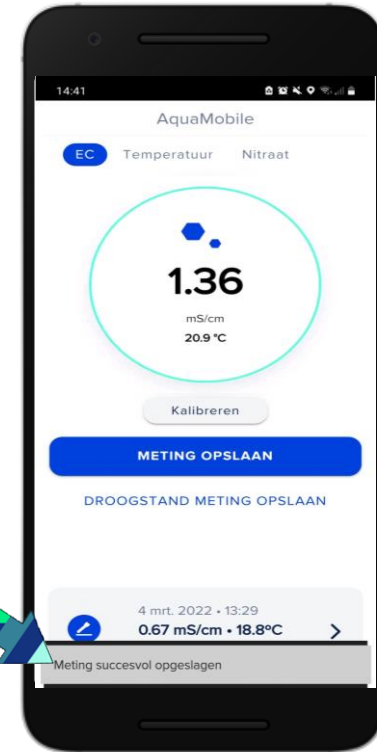 14:41
AquaMobile
EC Temperatuur Nitraat
1.36
mS/cm
20.9 °C
Kalibreren
METING OPSLAAN
DROOGSTAND METING OPSLAAN
4 mrt. 2022 • 13:29
0.67 mS/cm • 18.8ºC
Meting succesvol opgeslagen